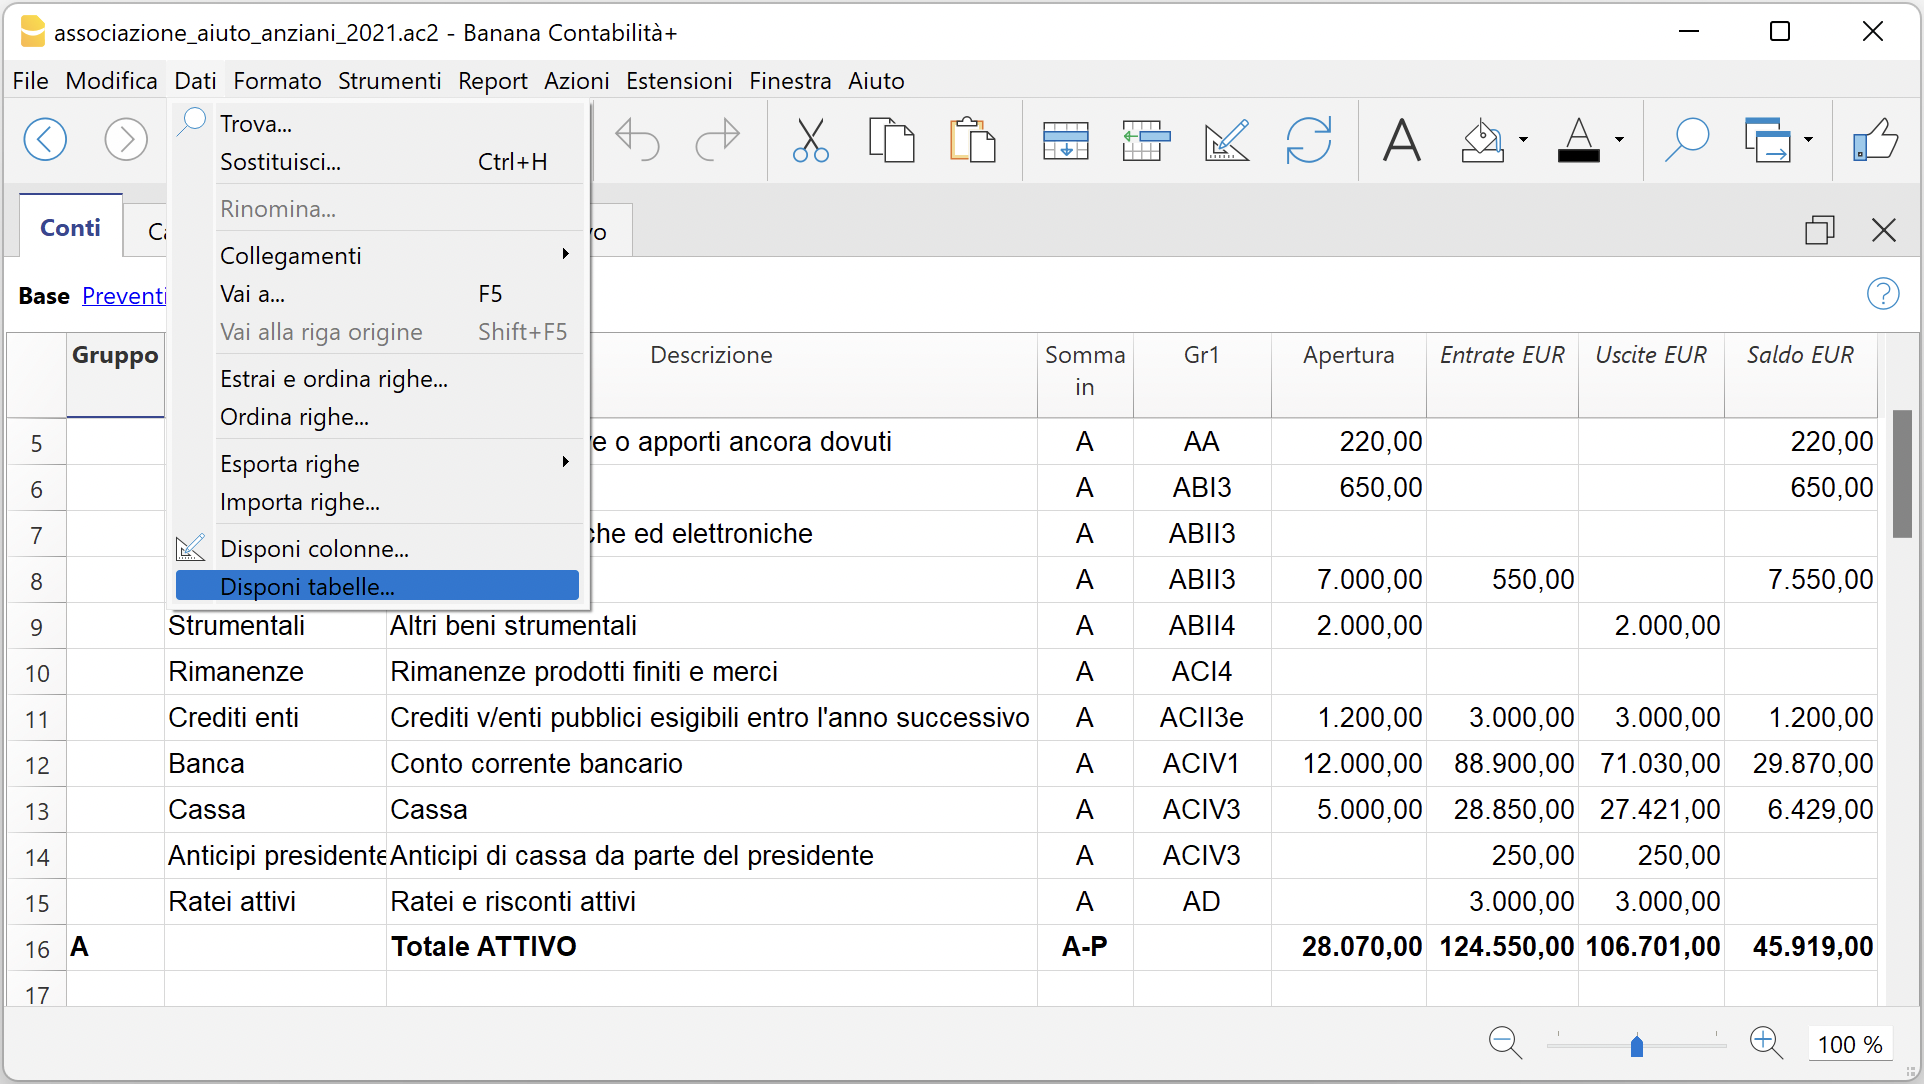 associazione_aiuto_anziani_2021.ac2 - Banana Contabilità+
File Modifica Dati Formato Strumenti Report Azioni Estensioni Finestra Aiuto
Trova...
Sostituisci... Ctrl+H
Rinomina...
Collegamenti
Vai a... F5
Vai alla riga origine Shift+F5
Estrai e ordina righe...
Ordina righe...
Esporta righe
Importa righe...
Disponi colonne...
Disponi tabelle...
Conti
Base Preventi
Gruppo Descrizione Somma in Gr1 Apertura Entrate EUR Uscite EUR Saldo EUR
5 o apporti ancora dovuti A AA 220,00 220,00
6 A ABI3 650,00 650,00
7 ed elettroniche A ABII3
8 A ABII3 7.000,00 550,00 7.550,00
9 Strumentali Altri beni strumentali A ABII4 2.000,00 2.000,00
10 Rimanenze Rimanenze prodotti finiti e merci A ACI4
11 Crediti enti Crediti v/enti pubblici esigibili entro l'anno successivo A ACII3e 1.200,00 3.000,00 3.000,00 1.200,00
12 Banca Conto corrente bancario A ACIV1 12.000,00 88.900,00 71.030,00 29.870,00
13 Cassa Cassa A ACIV3 5.000,00 28.850,00 27.421,00 6.429,00
14 Anticipi presidente Anticipi di cassa da parte del presidente A ACIV3 250,00 250,00
15 Ratei attivi Ratei e risconti attivi A AD 3.000,00 3.000,00
16 A Totale ATTIVO A-P 28.070,00 124.550,00 106.701,00 45.919,00
17
100 %